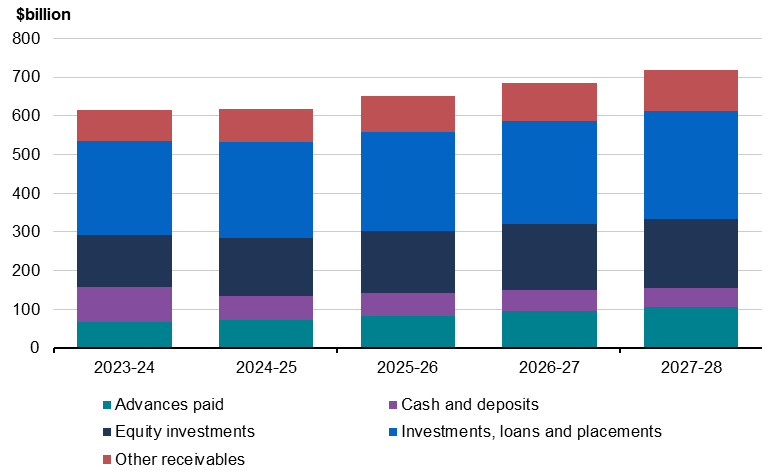 $billion
800
700
600
500
400
300
200
100
0
2023-24 2024-25 2025-26 2026-27 2027-28
Advances paid Cash and deposits
Equity investments Investments, loans and placements
Other receivables